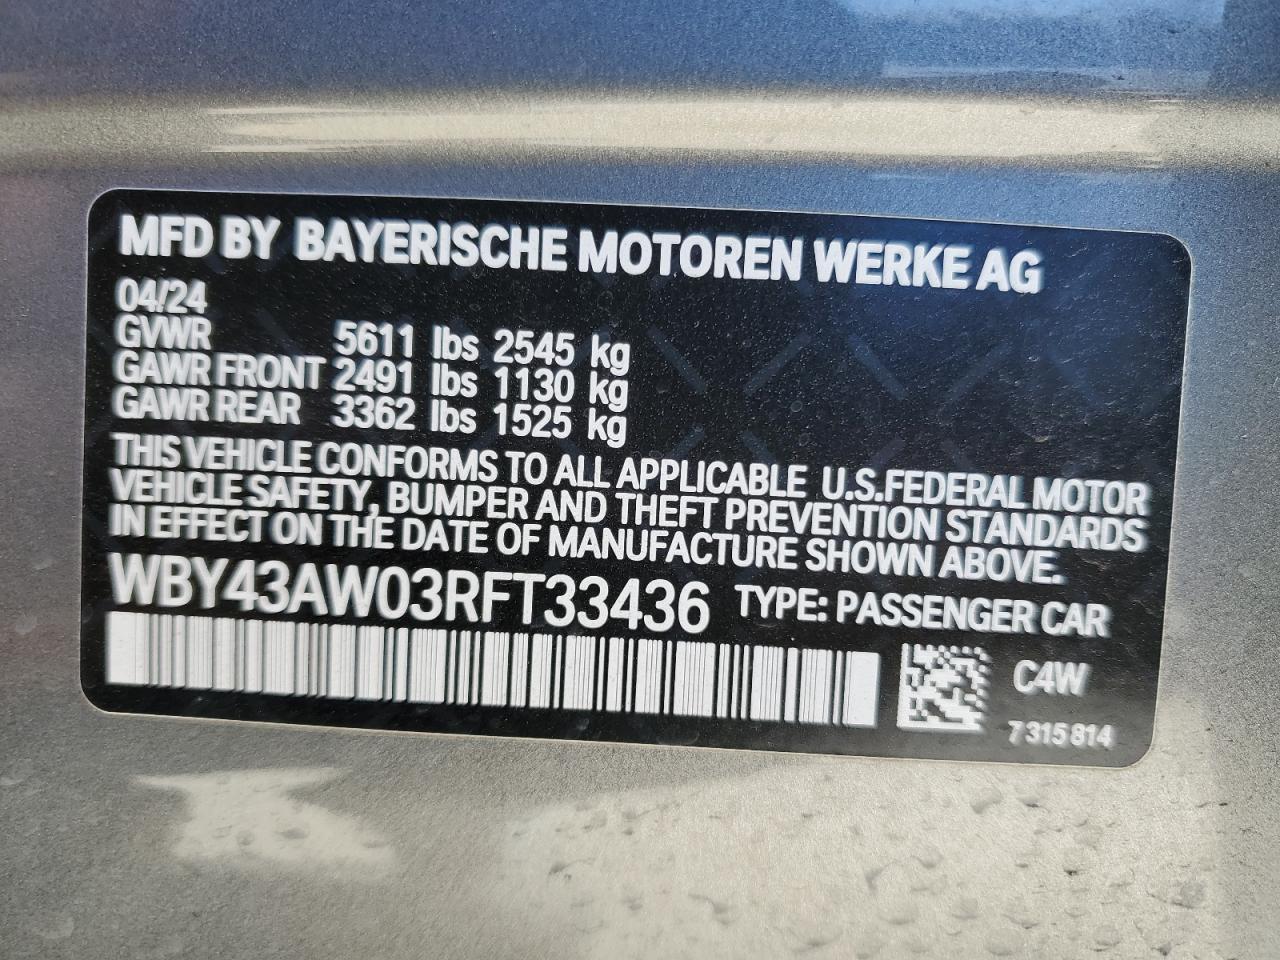 MFD BY BAYERISCHE MOTOREN WERKE AG
04/24
GVWR 5611 lbs 2545 kg
GAWR FRONT 2491 lbs 1130 kg
GAWR REAR 3362 lbs 1525 kg
THIS VEHICLE CONFORMS TO ALL APPLICABLE U.S.FEDERAL MOTOR
VEHICLE SAFETY, BUMPER AND THEFT PREVENTION STANDARDS
IN EFFECT ON THE DATE OF MANUFACTURE SHOWN ABOVE.
WBY43AW03RFT33436 TYPE: PASSENGER CAR
C4W
7 315 814